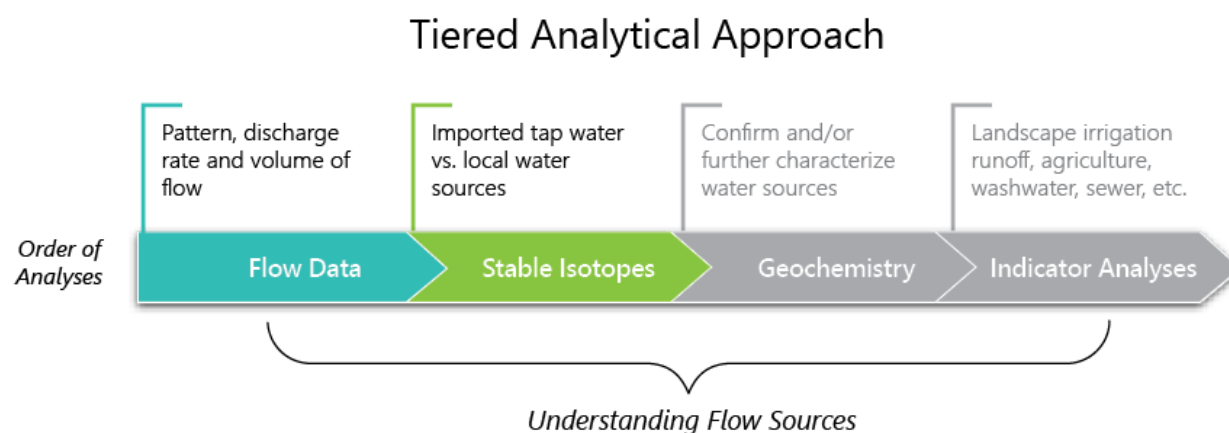 Tiered Analytical Approach
Pattern, discharge
rate and volume of
flow
Imported tap water
vs. local water
sources
Confirm and/or
further characterize
water sources
Landscape irrigation
runoff, agriculture,
washwater, sewer, etc.
Order of
Analyses
Flow Data
Stable Isotopes
Geochemistry
Indicator Analyses
Understanding Flow Sources